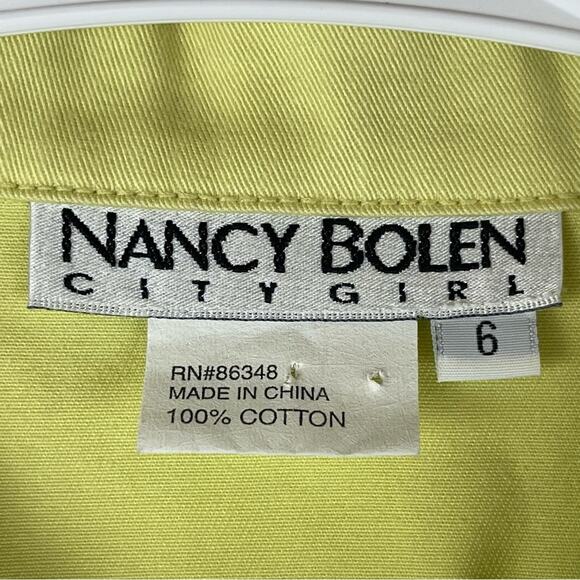 NANCY BOLEN
CITY GIRL
6
RN#86348
MADE IN CHINA
100% COTTON